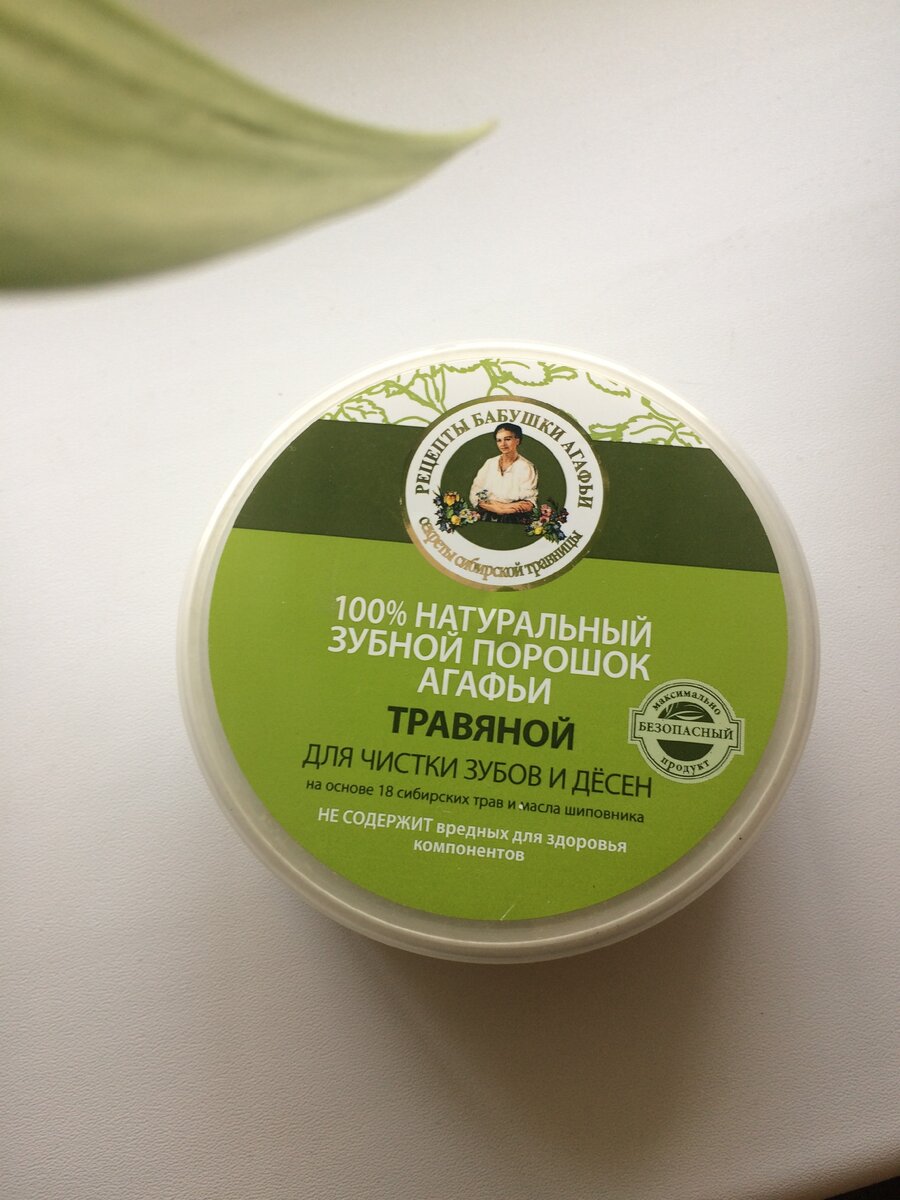 РЕЦЕПТЫ БАБУШКИ АГАФЬИ
секреты сибирской травницы
100% НАТУРАЛЬНЫЙ
ЗУБНОЙ ПОРОШОК
АГАФЬИ
ТРАВЯНОЙ
ДЛЯ ЧИСТКИ ЗУБОВ И ДЁСЕН
на основе 18 сибирских трав и масла шиповника
НЕ СОДЕРЖИТ вредных для здоровья
компонентов
максимально
БЕЗОПАСНЫЙ
продукт